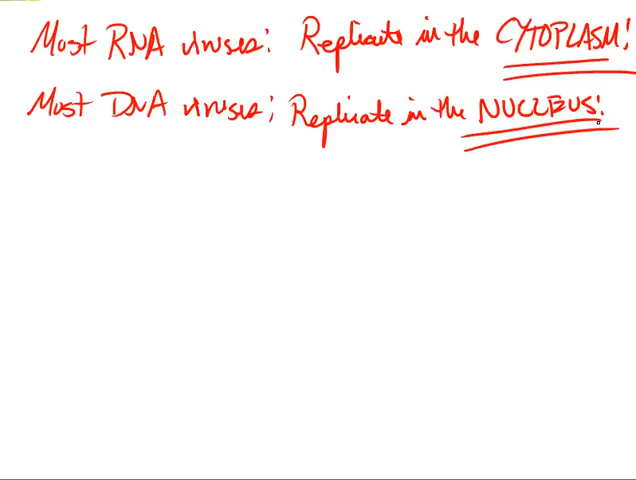 Most RNA viruses: Replicate in the CYTOPLASM!
Most DNA viruses: Replicate in the NUCLEUS!